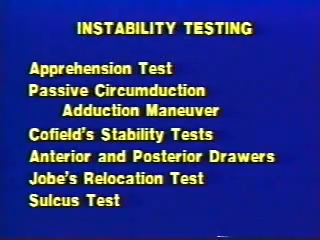 INSTABILITY TESTING
Apprehension Test
Passive Circumduction
Adduction Maneuver
Cofield's Stability Tests
Anterior and Posterior Drawers
Jobe's Relocation Test
Sulcus Test